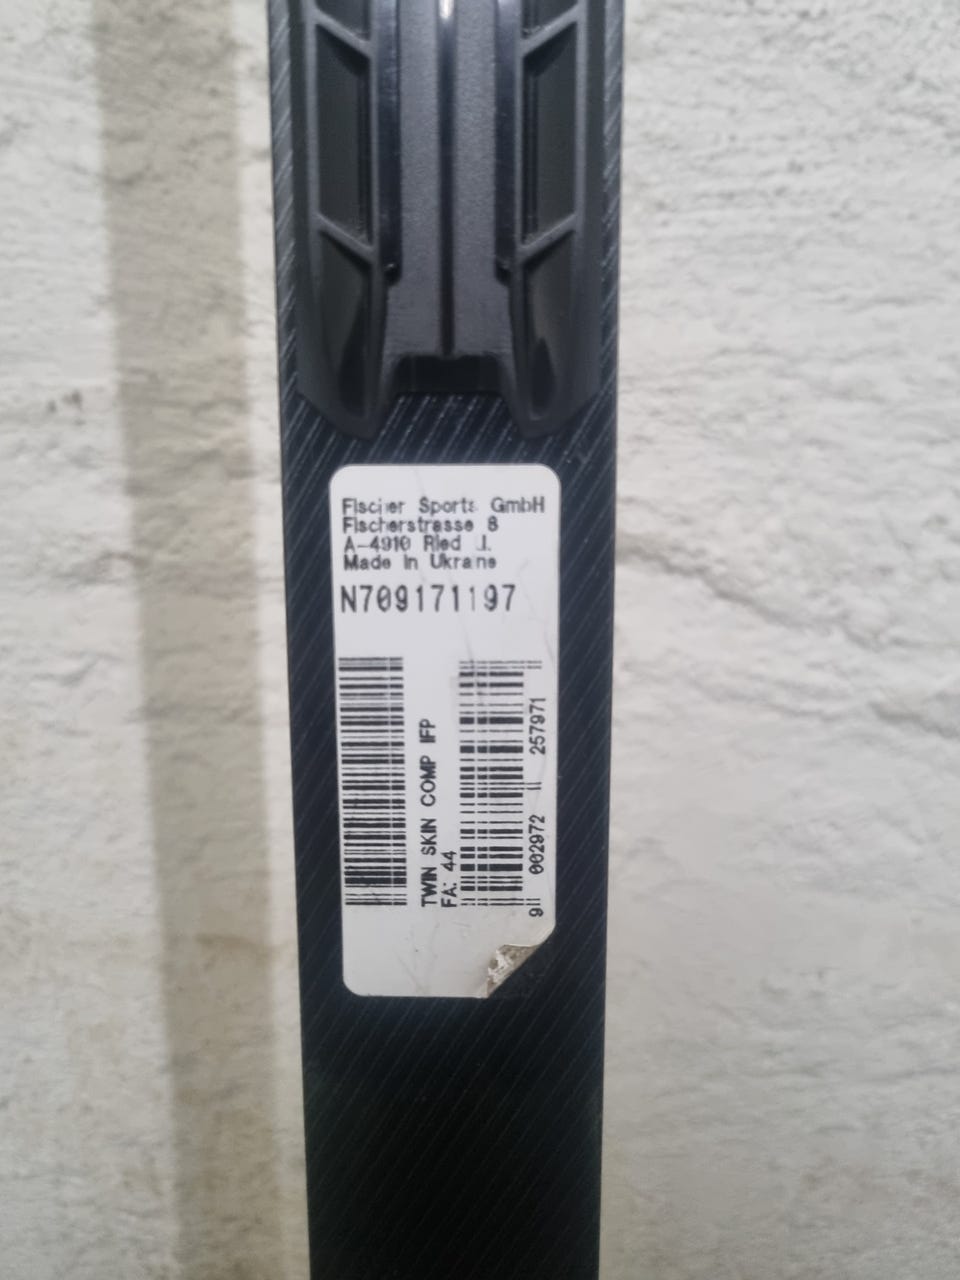 Fischer Sports GmbH
Fischerstrasse 8
A-4910 Ried I.I.
Made in Ukraine
N709171197
TWIN SKIN COMP IFP
FA: 44
9 002972 257971